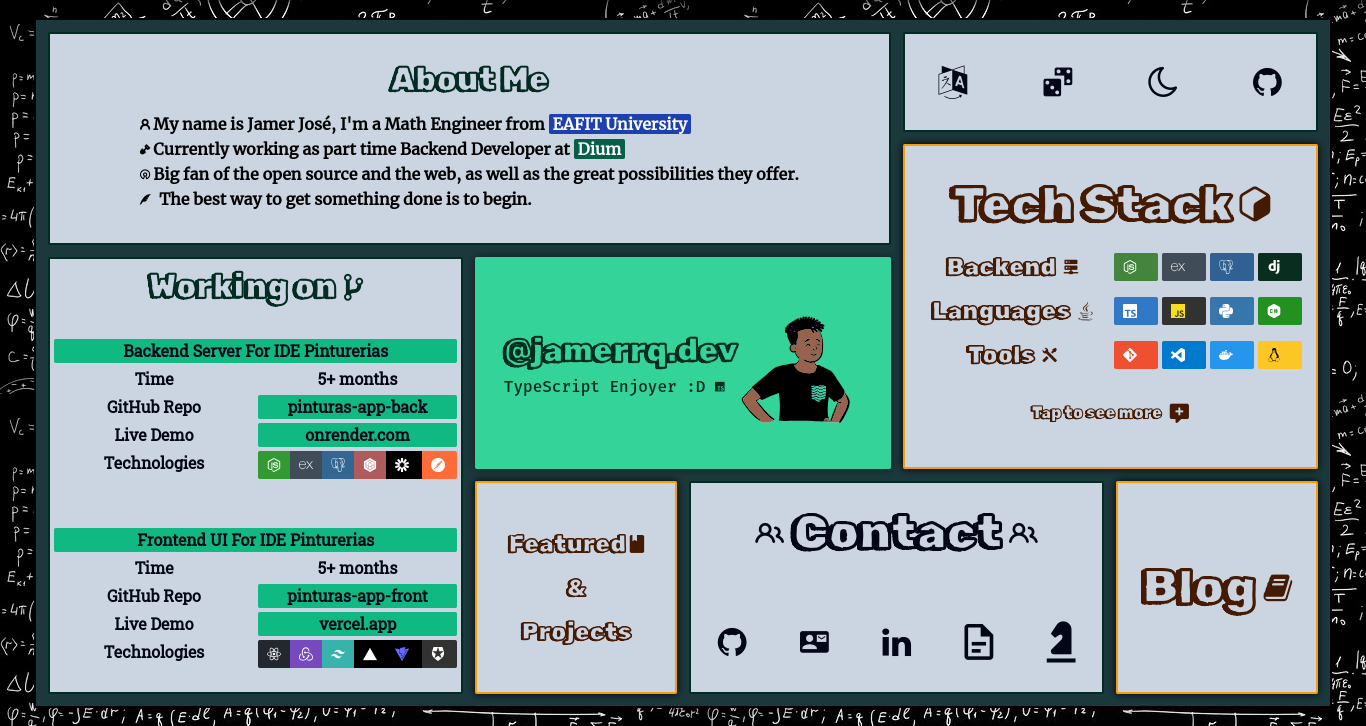 About Me
My name is Jamer José, I'm a Math Engineer from EAFIT University
Currently working as part time Backend Developer at Dium
Big fan of the open source and the web, as well as the great possibilities they offer.
The best way to get something done is to begin.
Tech Stack
Backend
ex
dj
Languages
TS
JS
Tools
Tap to see more
Working on
Backend Server For IDE Pinturerias
Time 5+ months
GitHub Repo pinturas-app-back
Live Demo onrender.com
Technologies
ex
Frontend UI For IDE Pinturerias
Time 5+ months
GitHub Repo pinturas-app-front
Live Demo vercel.app
Technologies
@jamerrq.dev
TypeScript Enjoyer :D
Featured
&
Projects
Contact
in
Blog